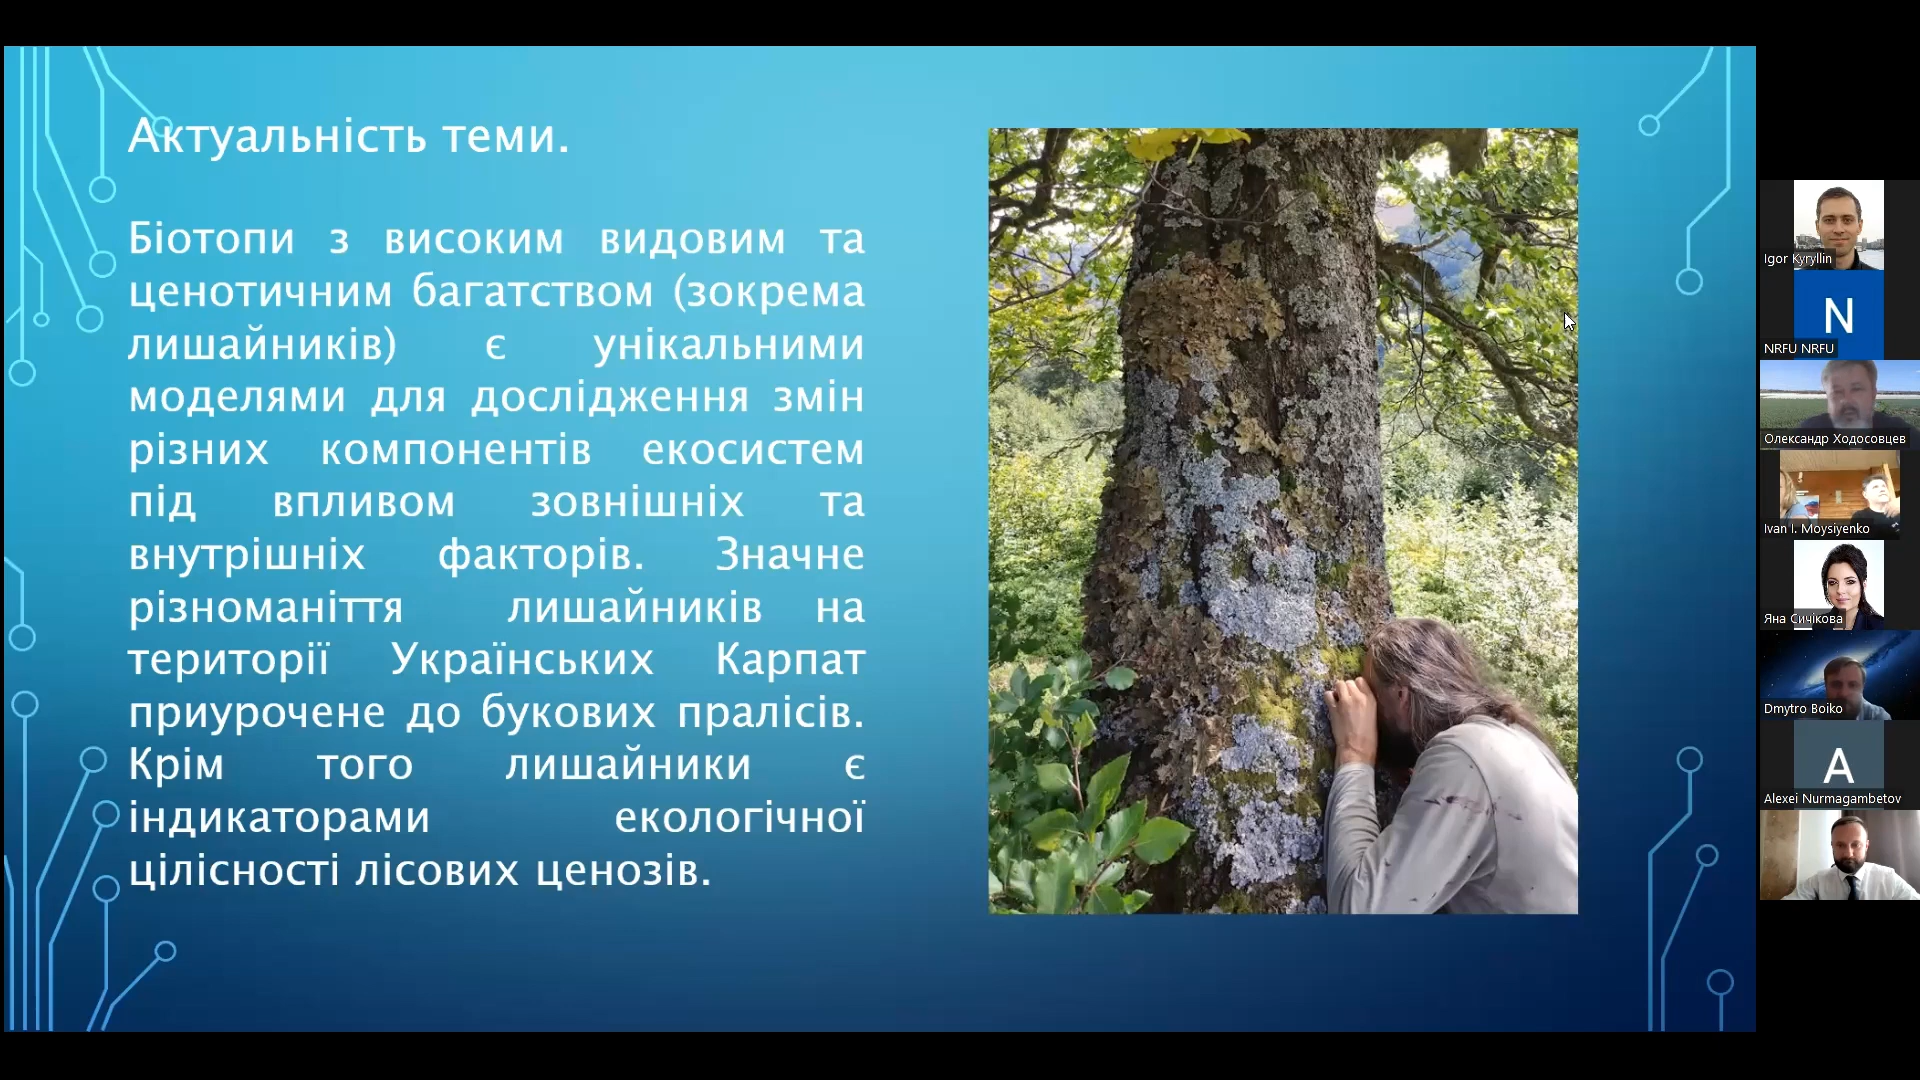 Актуальність теми.
Біотопи з високим видовим та
ценотичним багатством (зокрема
лишайників) є унікальними
моделями для дослідження змін
різних компонентів екосистем
під впливом зовнішніх та
внутрішніх факторів. Значне
різноманіття лишайників на
території Українських Карпат
приурочене до букових пралісів.
Крім того лишайники є
індикаторами екологічної
цілісності лісових ценозів.
Igor Kyryllin
N
NRFU NRFU
Олександр Ходосовцев
Ivan I. Moysiyenko
Яна Сичікова
Dmytro Boiko
A
Alexei Nurmagambetov